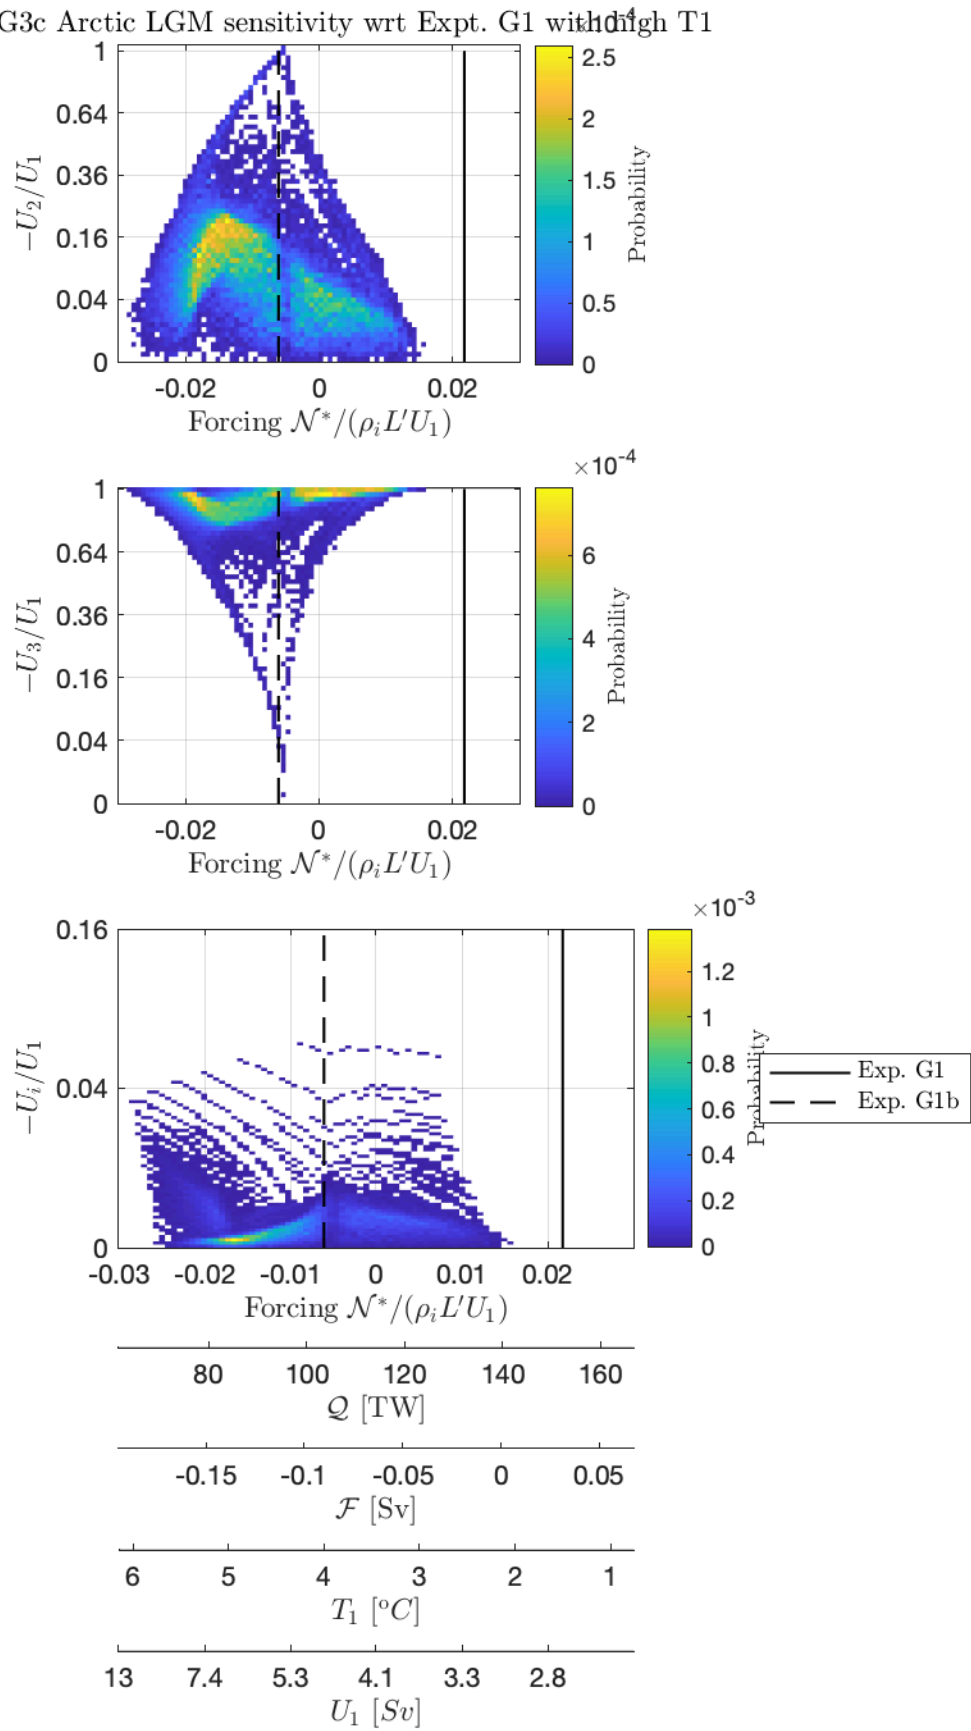 G3c Arctic LGM sensitivity wrt Expt. G1 with high T1
×10⁻⁴
1
0.64
0.36
0.16
0.04
0
−U₂/U₁
-0.02 0 0.02
Forcing 𝒩*/(ρᵢL′U₁)
2.5
2
1.5
1
0.5
0
Probability
×10⁻⁴
1
0.64
0.36
0.16
0.04
0
−U₃/U₁
-0.02 0 0.02
Forcing 𝒩*/(ρᵢL′U₁)
6
4
2
0
Probability
×10⁻³
0.16
0.04
0
−Uᵢ/U₁
-0.03 -0.02 -0.01 0 0.01 0.02
Forcing 𝒩*/(ρᵢL′U₁)
1.2
1
0.8
0.6
0.4
0.2
0
Probability
Exp. G1
Exp. G1b
80 100 120 140 160
𝒬 [TW]
-0.15 -0.1 -0.05 0 0.05
ℱ [Sv]
6 5 4 3 2 1
T₁ [°C]
13 7.4 5.3 4.1 3.3 2.8
U₁ [Sv]